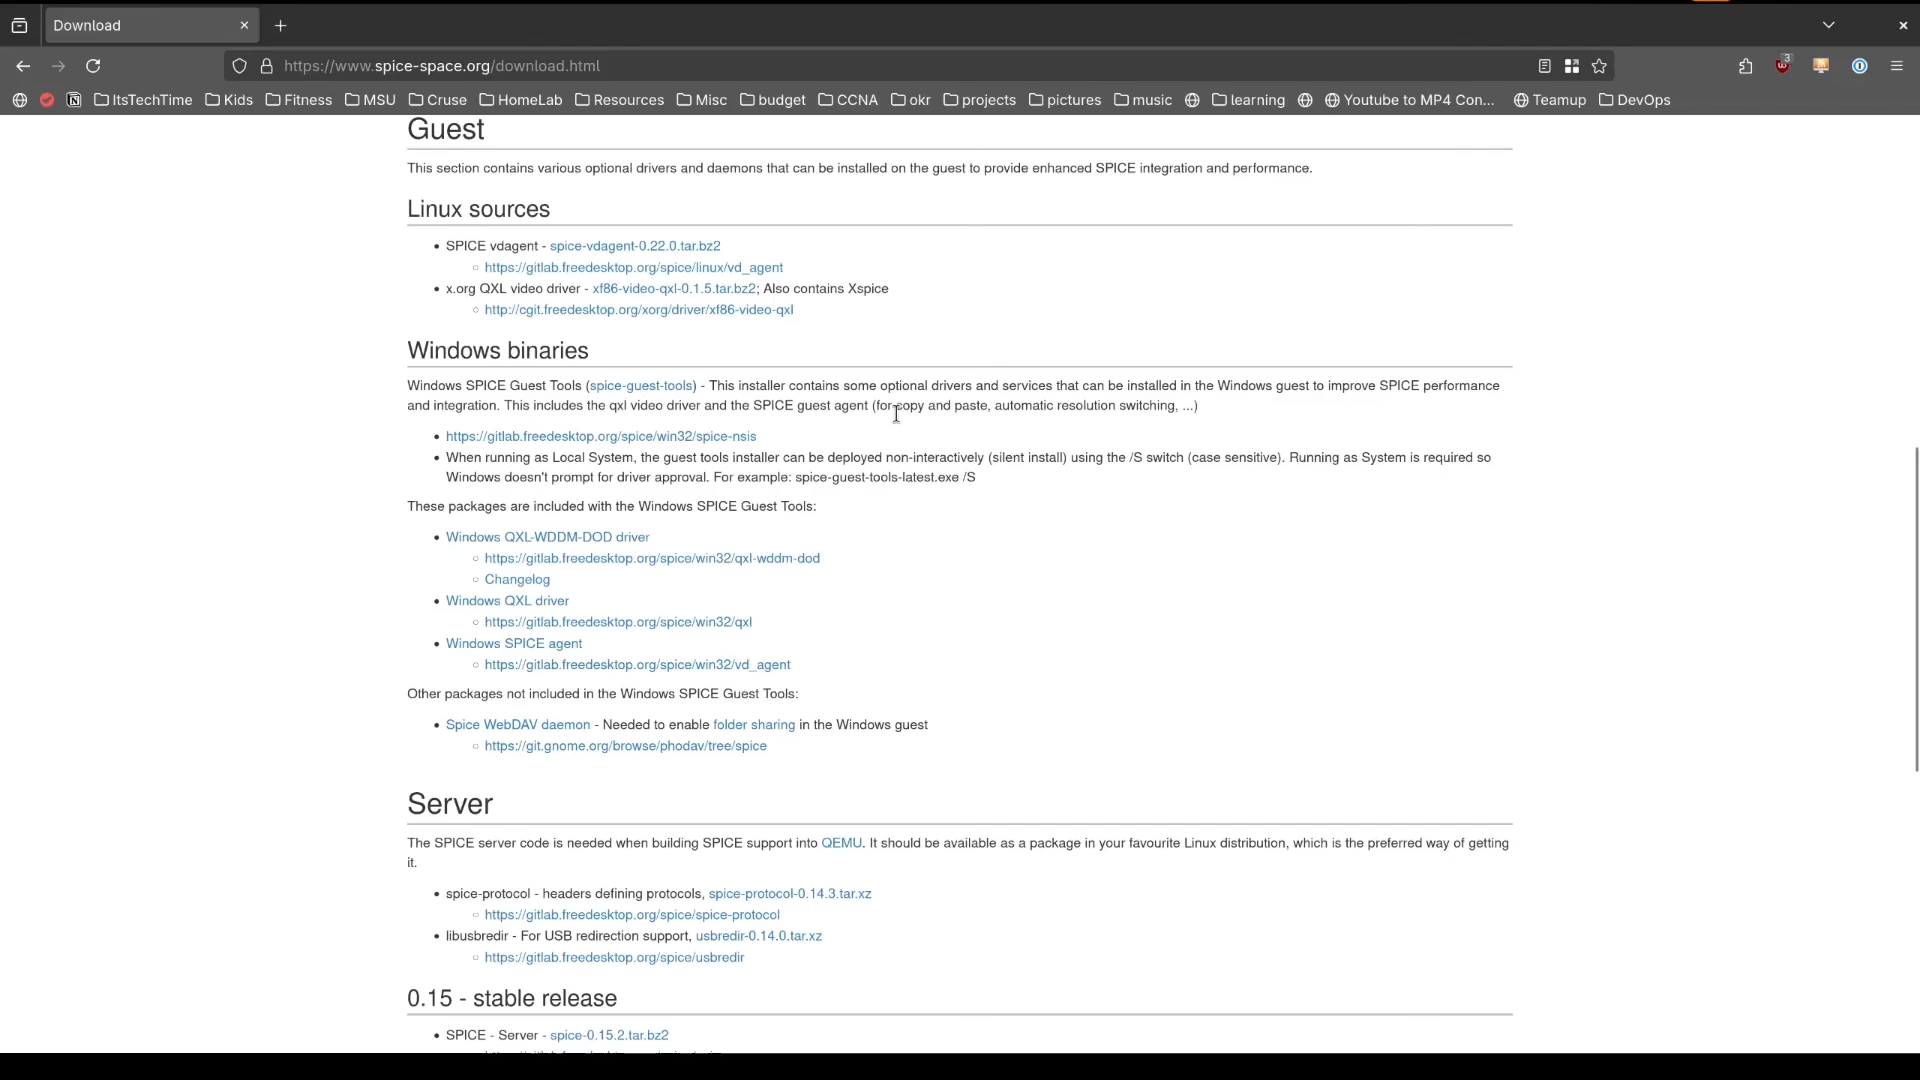 Download
https://www.spice-space.org/download.html
3
ItsTechTime Kids Fitness MSU Cruse HomeLab Resources Misc budget CCNA okr projects pictures music learning Youtube to MP4 Con... Teamup DevOps
Guest
This section contains various optional drivers and daemons that can be installed on the guest to provide enhanced SPICE integration and performance.
Linux sources
• SPICE vdagent - spice-vdagent-0.22.0.tar.bz2
○ https://gitlab.freedesktop.org/spice/linux/vd_agent
• x.org QXL video driver - xf86-video-qxl-0.1.5.tar.bz2; Also contains Xspice
○ http://cgit.freedesktop.org/xorg/driver/xf86-video-qxl
Windows binaries
Windows SPICE Guest Tools (spice-guest-tools) - This installer contains some optional drivers and services that can be installed in the Windows guest to improve SPICE performance
and integration. This includes the qxl video driver and the SPICE guest agent (for copy and paste, automatic resolution switching, ...)
• https://gitlab.freedesktop.org/spice/win32/spice-nsis
• When running as Local System, the guest tools installer can be deployed non-interactively (silent install) using the /S switch (case sensitive). Running as System is required so
Windows doesn't prompt for driver approval. For example: spice-guest-tools-latest.exe /S
These packages are included with the Windows SPICE Guest Tools:
• Windows QXL-WDDM-DOD driver
○ https://gitlab.freedesktop.org/spice/win32/qxl-wddm-dod
○ Changelog
• Windows QXL driver
○ https://gitlab.freedesktop.org/spice/win32/qxl
• Windows SPICE agent
○ https://gitlab.freedesktop.org/spice/win32/vd_agent
Other packages not included in the Windows SPICE Guest Tools:
• Spice WebDAV daemon - Needed to enable folder sharing in the Windows guest
○ https://git.gnome.org/browse/phodav/tree/spice
Server
The SPICE server code is needed when building SPICE support into QEMU. It should be available as a package in your favourite Linux distribution, which is the preferred way of getting
it.
• spice-protocol - headers defining protocols, spice-protocol-0.14.3.tar.xz
○ https://gitlab.freedesktop.org/spice/spice-protocol
• libusbredir - For USB redirection support, usbredir-0.14.0.tar.xz
○ https://gitlab.freedesktop.org/spice/usbredir
0.15 - stable release
• SPICE - Server - spice-0.15.2.tar.bz2